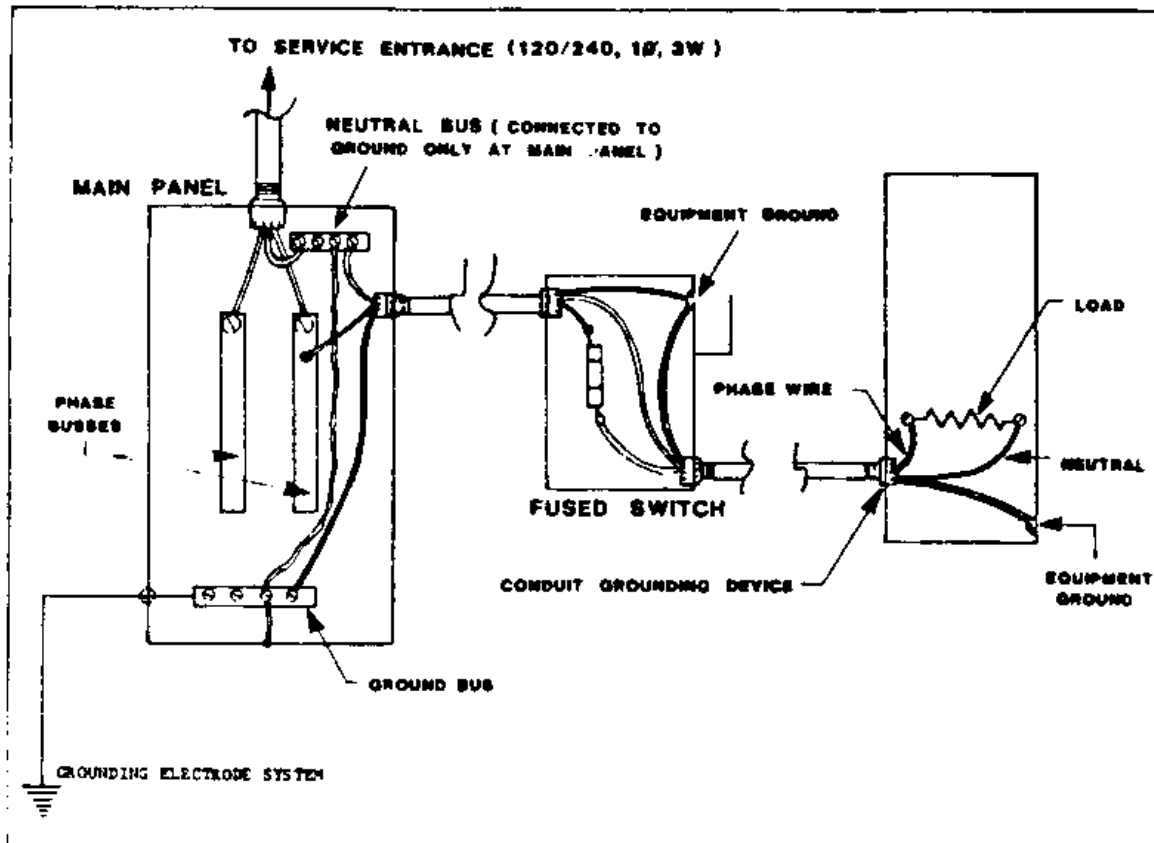 TO SERVICE ENTRANCE (120/240, 1Ø, 3W)
NEUTRAL BUS (CONNECTED TO
GROUND ONLY AT MAIN PANEL)
MAIN PANEL
EQUIPMENT GROUND
LOAD
PHASE WIRE
PHASE
BUSSES
NEUTRAL
FUSED SWITCH
CONDUIT GROUNDING DEVICE
EQUIPMENT
GROUND
GROUND BUS
GROUNDING ELECTRODE SYSTEM